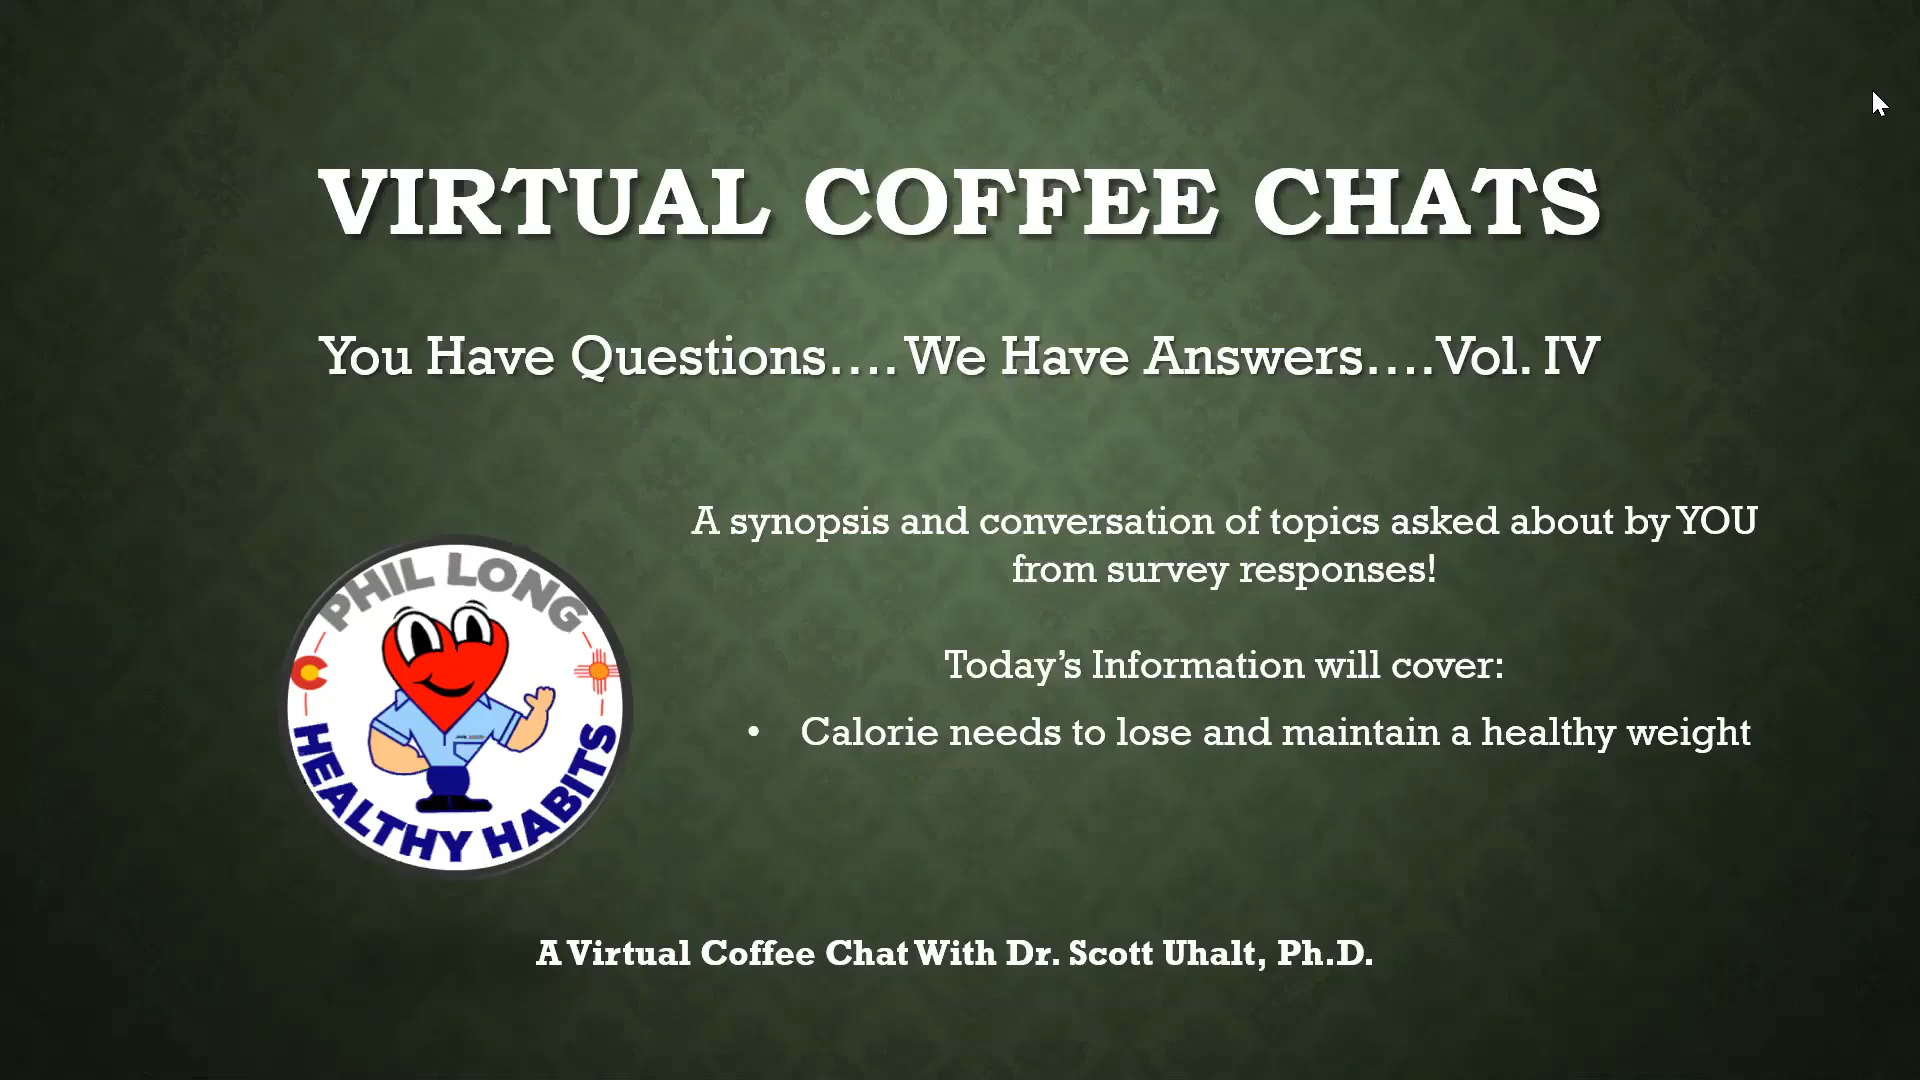 VIRTUAL COFFEE CHATS
You Have Questions.... We Have Answers....Vol. IV
A synopsis and conversation of topics asked about by YOU
from survey responses!
Today’s Information will cover:
• Calorie needs to lose and maintain a healthy weight
PHIL LONG
HEALTHY HABITS
A Virtual Coffee Chat With Dr. Scott Uhalt, Ph.D.